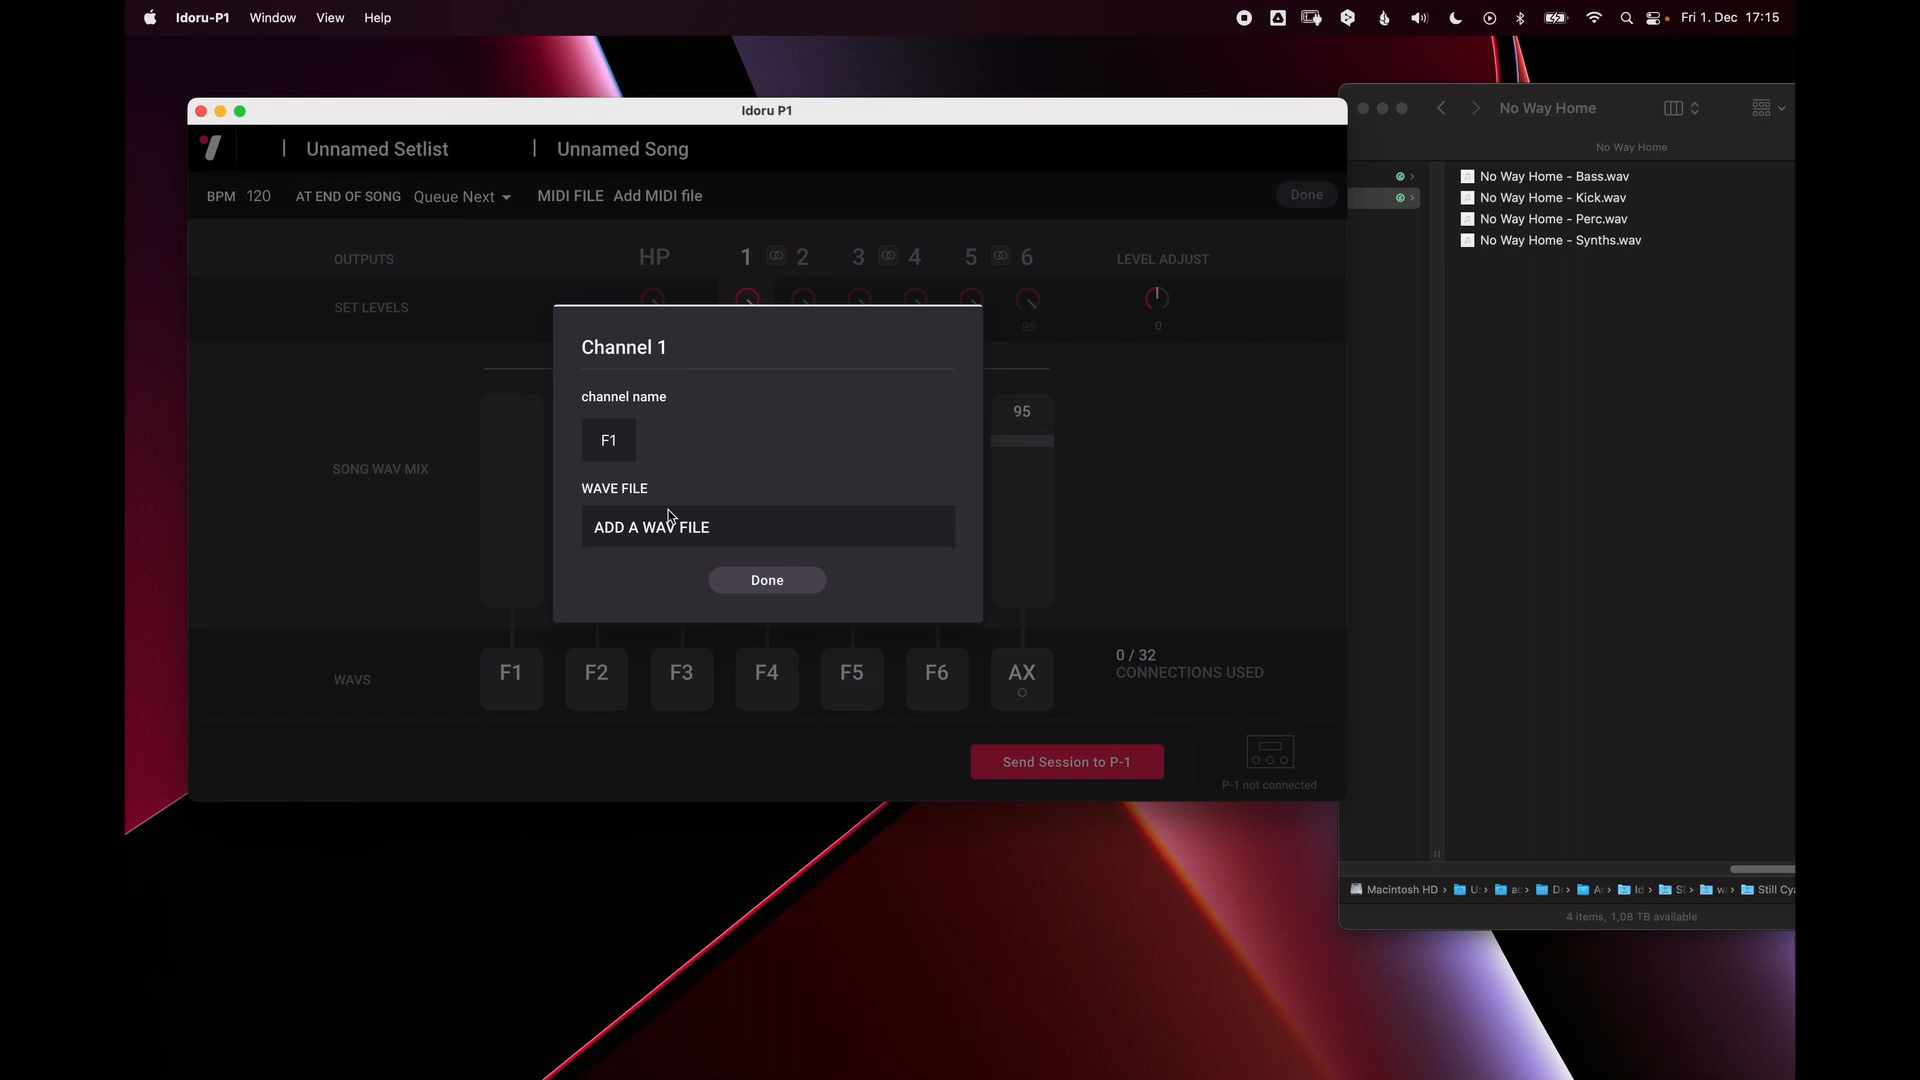 Idoru-P1 Window View Help
Fri 1. Dec 17:15
Idoru P1
Unnamed Setlist
Unnamed Song
BPM 120 AT END OF SONG Queue Next MIDI FILE Add MIDI file
Done
OUTPUTS
HP 1 2 3 4 5 6
LEVEL ADJUST
SET LEVELS
95
0
Channel 1
channel name
F1
WAVE FILE
ADD A WAV FILE
Done
95
SONG WAV MIX
WAVS
F1 F2 F3 F4 F5 F6 AX
0 / 32
CONNECTIONS USED
Send Session to P-1
P-1 not connected
No Way Home
No Way Home
No Way Home - Bass.wav
No Way Home - Kick.wav
No Way Home - Perc.wav
No Way Home - Synths.wav
Macintosh HD › U › a › D › A › Id › S › w › Still Cy
4 items, 1,08 TB available